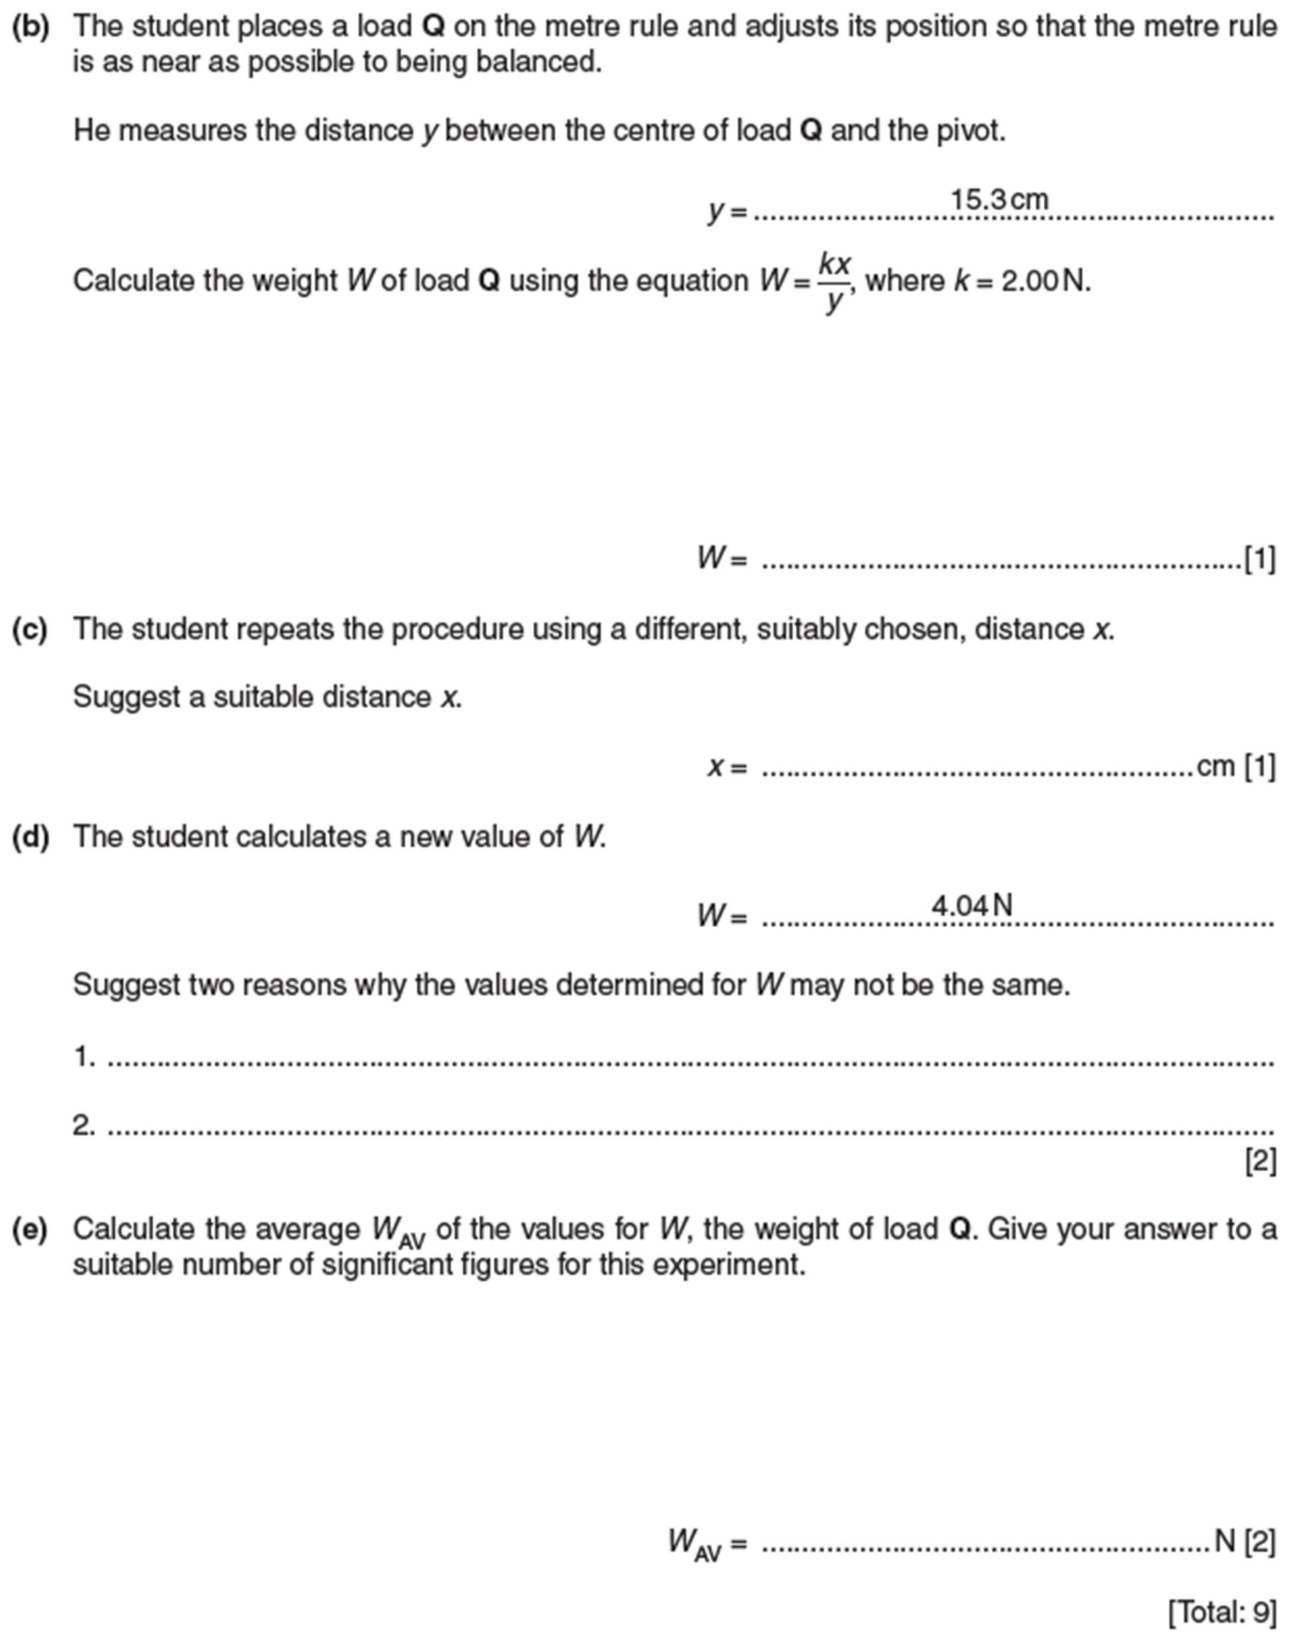 (b) The student places a load Q on the metre rule and adjusts its position so that the metre rule
is as near as possible to being balanced.
He measures the distance y between the centre of load Q and the pivot.
y = ........................15.3 cm........................
Calculate the weight W of load Q using the equation W = kx/y, where k = 2.00 N.
W = ................................................[1]
(c) The student repeats the procedure using a different, suitably chosen, distance x.
Suggest a suitable distance x.
x = ................................................cm [1]
(d) The student calculates a new value of W.
W = ........................4.04 N........................
Suggest two reasons why the values determined for W may not be the same.
1. ................................................
2. ................................................
[2]
(e) Calculate the average W_AV of the values for W, the weight of load Q. Give your answer to a
suitable number of significant figures for this experiment.
W_AV = ................................................N [2]
[Total: 9]